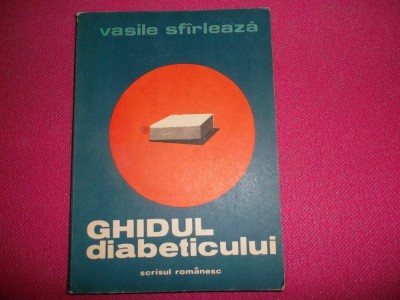 vasile sfîrlează
GHIDUL
diabeticului
scrisul românesc